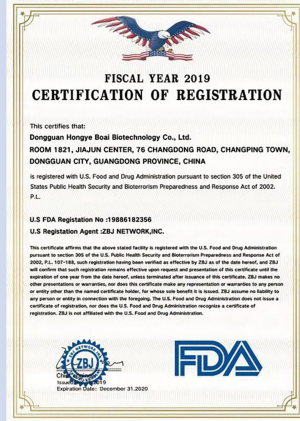 FISCAL YEAR 2019
CERTIFICATION OF REGISTRATION
This certifies that:
Dongguan Hongye Boai Biotechnology Co., Ltd.
ROOM 1821, JIAJUN CENTER, 76 CHANGDONG ROAD, CHANGPING TOWN,
DONGGUAN CITY, GUANGDONG PROVINCE, CHINA
is registered with U.S. Food and Drug Administration pursuant to section 305 of the United
States Public Health Security and Bioterrorism Preparedness and Response Act of 2002.
P.L.
U.S FDA Registation No :19886182356
U.S Registation Agent :ZBJ NETWORK,INC.
This certificate affirms that the above stated facility is registered with the U.S. Food and Drug Administration
pursuant to section 305 of the U.S. Public Health Security and Bioterrorism Preparedness and Response Act of
2002, P.L. 107-188, such registration having been verified as effectively by ZBJ as of the date hereof, and ZBJ
will confirm that such registration remains effective upon request and presentation of this certificate until the
expiration of one year from the date hereof, unless terminated after issuance of this certificate. ZBJ makes no
other presentations or warranties, nor does this certificate make any representation or warranties to any person
or entity other than the named certificate holder, for whose sole benefit it is issued. ZBJ assume no liability to
any person or entity in connection with the foregoing. The U.S. Food and Drug Administration does not issue a
certificate of registration, nor does the U.S. Food and Drug Administration recognize a certificate of
registration. ZBJ is not affiliated with the U.S. Food and Drug Administration.
ZBJ
FDA
Expiration Date: December 31,2020